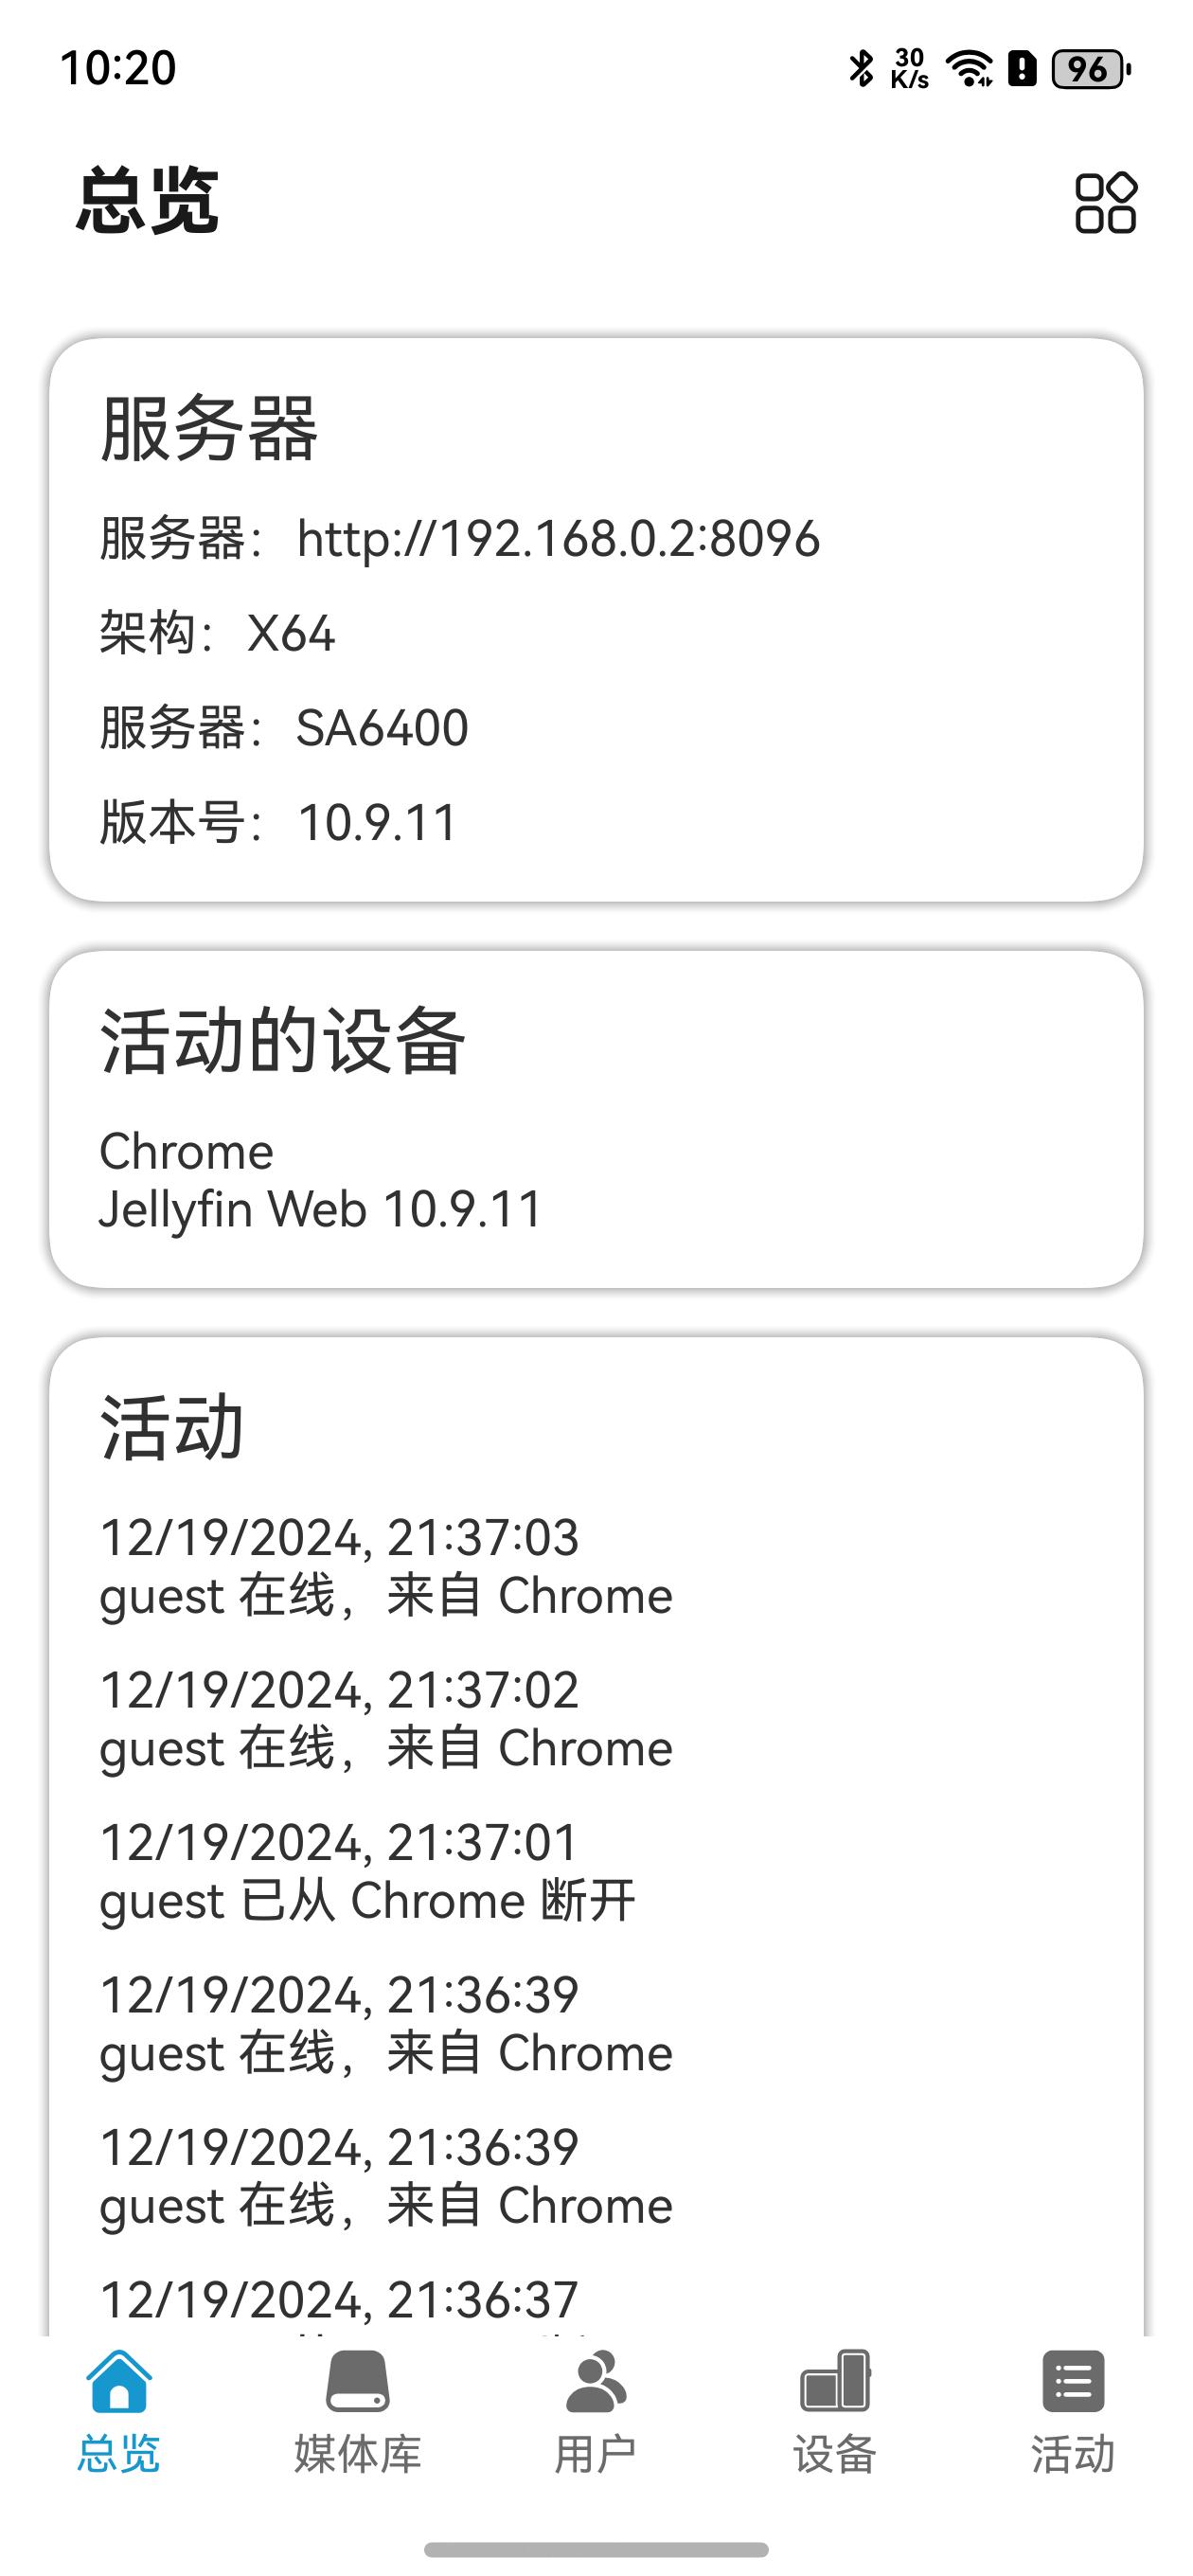 10:20
30
K/s
96
总览
服务器
服务器：http://192.168.0.2:8096
架构：X64
服务器：SA6400
版本号：10.9.11
活动的设备
Chrome
Jellyfin Web 10.9.11
活动
12/19/2024, 21:37:03
guest 在线，来自 Chrome
12/19/2024, 21:37:02
guest 在线，来自 Chrome
12/19/2024, 21:37:01
guest 已从 Chrome 断开
12/19/2024, 21:36:39
guest 在线，来自 Chrome
12/19/2024, 21:36:39
guest 在线，来自 Chrome
12/19/2024, 21:36:37
总览
媒体库
用户
设备
活动